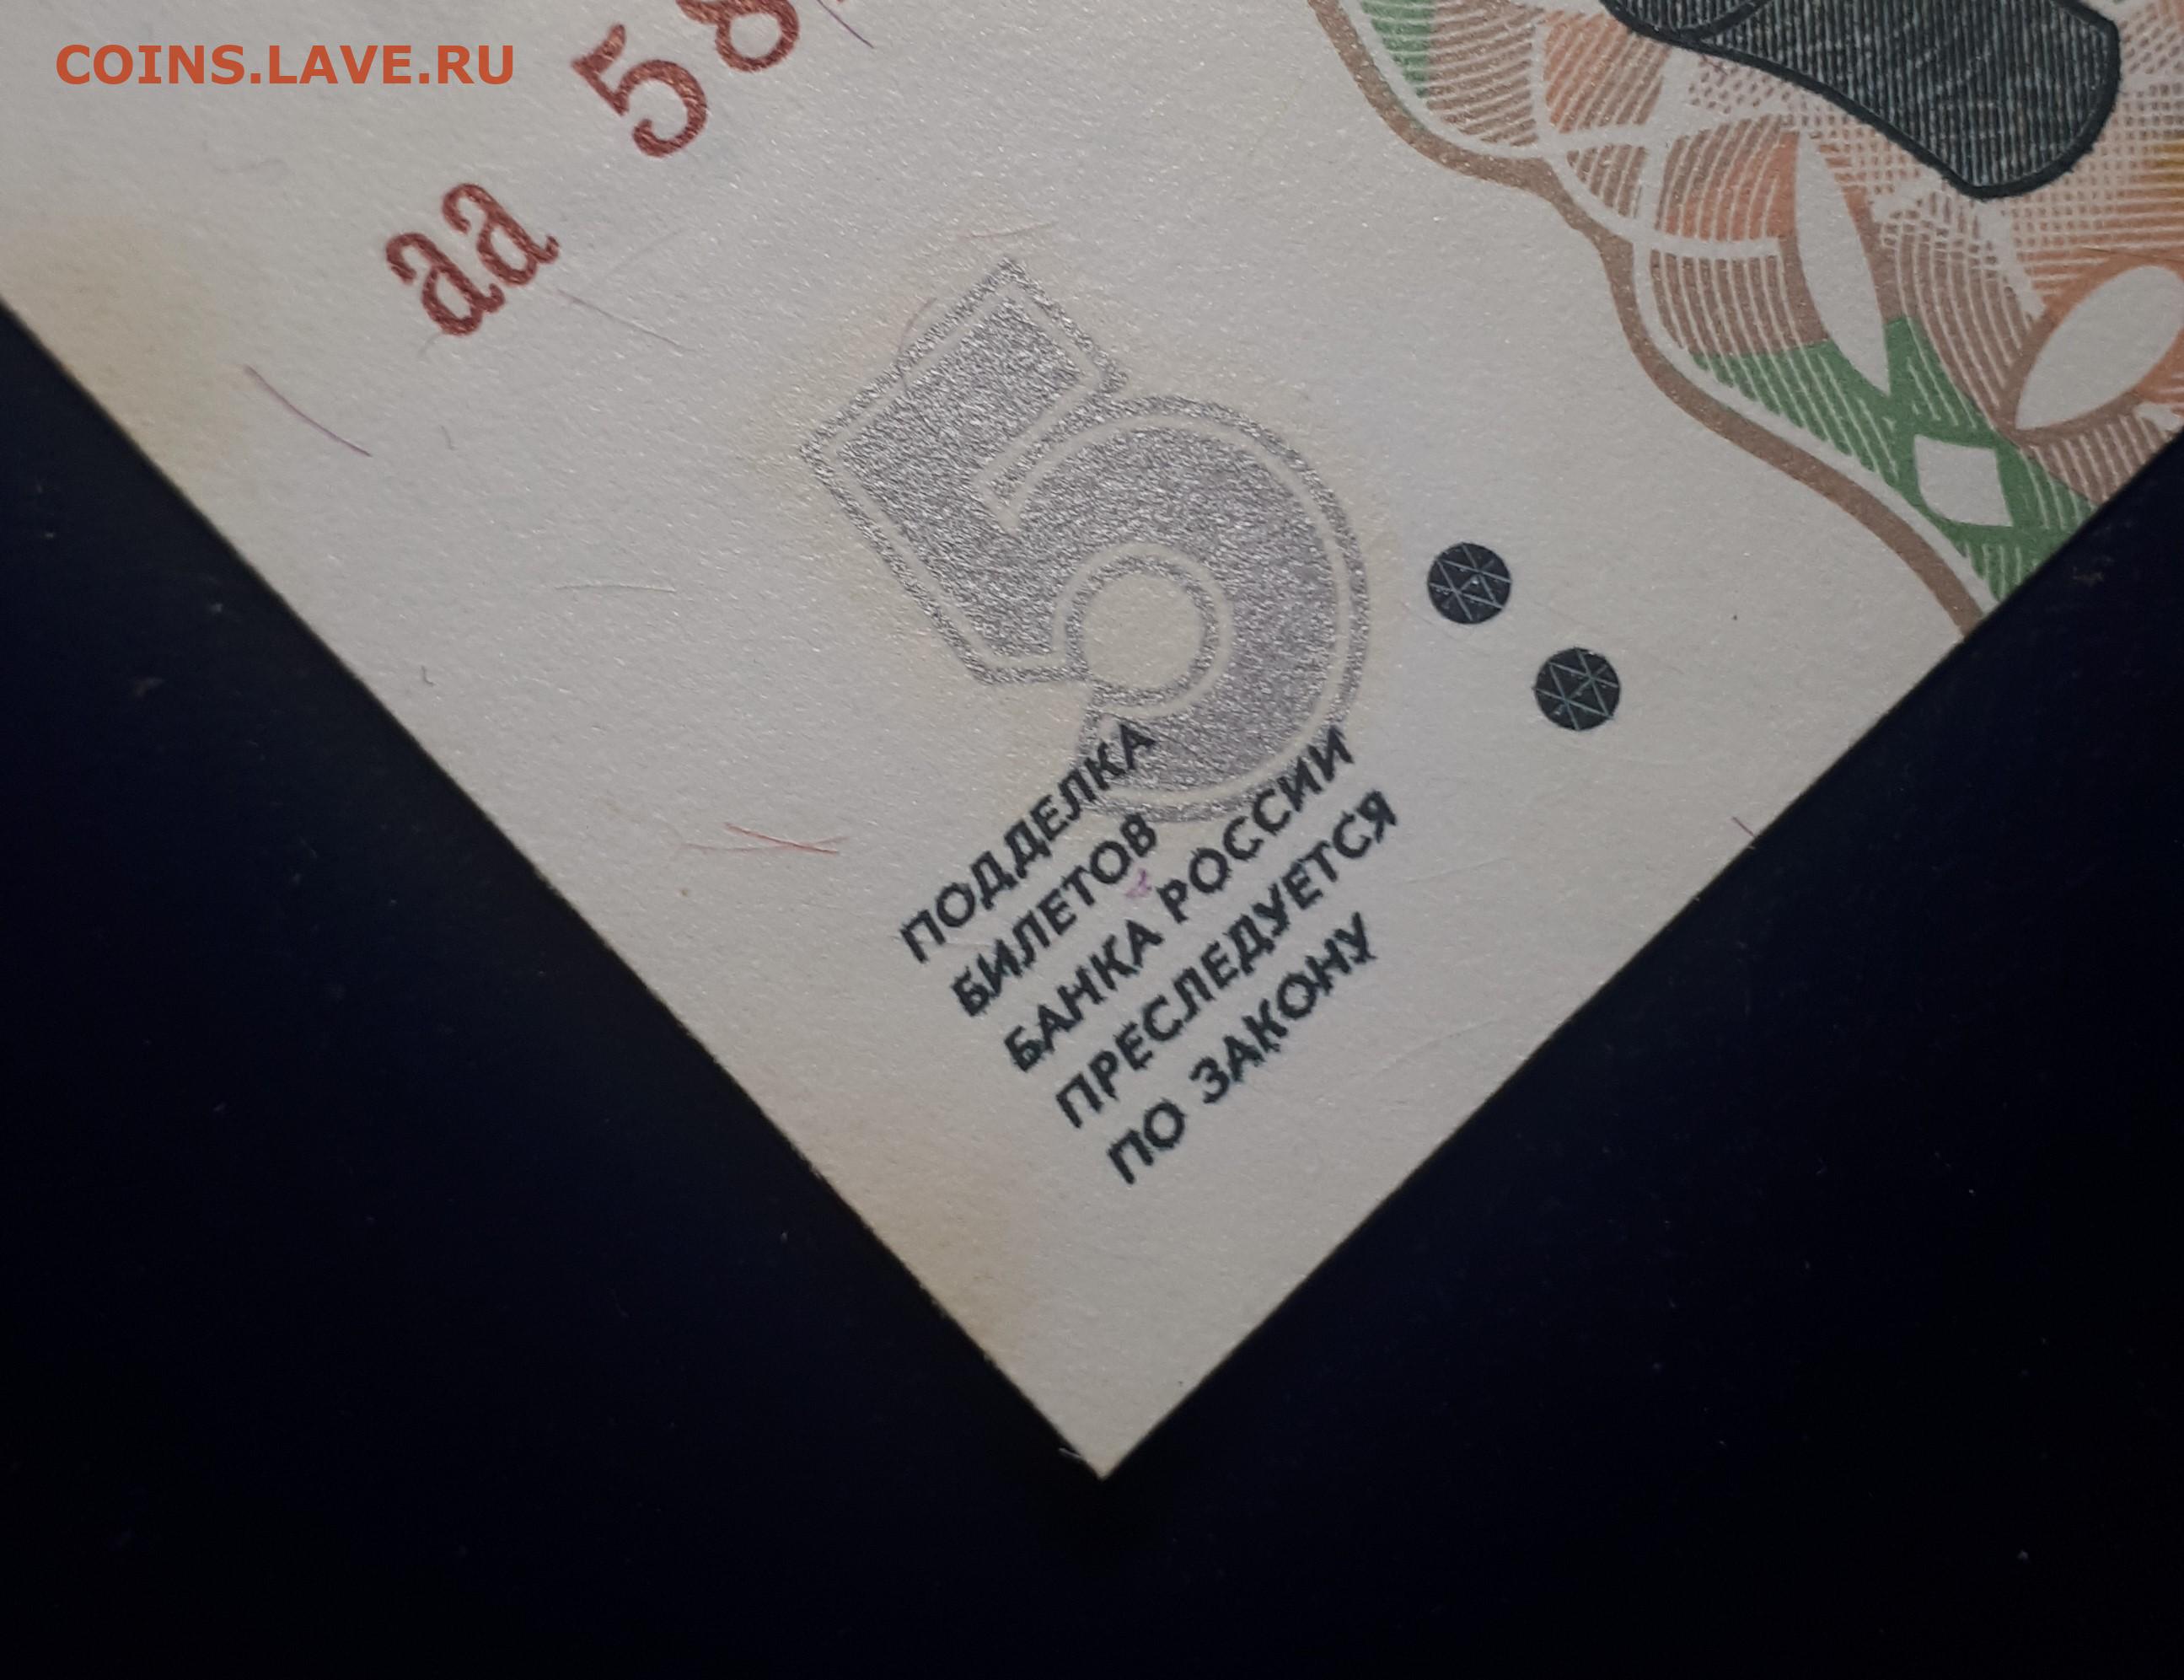 COINS.LAVE.RU
аа 58
5
ПОДДЕЛКА
БИЛЕТОВ
БАНКА РОССИИ
ПРЕСЛЕДУЕТСЯ
ПО ЗАКОНУ